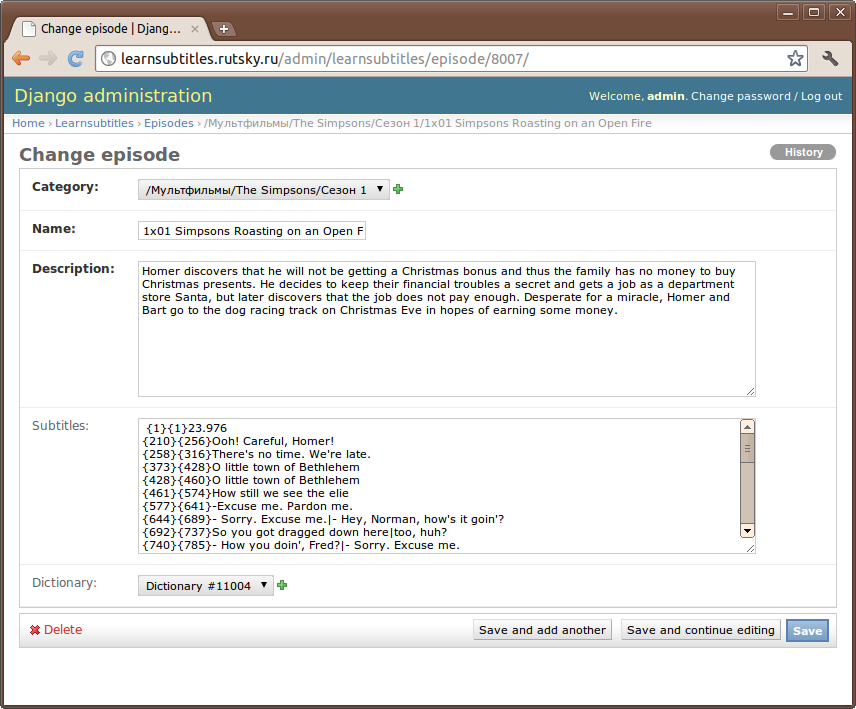 Change episode | Djang...
learnsubtitles.rutsky.ru/admin/learnsubtitles/episode/8007/
Django administration
Welcome, admin. Change password / Log out
Home › Learnsubtitles › Episodes › /Мультфильмы/The Simpsons/Сезон 1/1x01 Simpsons Roasting on an Open Fire
Change episode
History
Category:
/Мультфильмы/The Simpsons/Сезон 1
Name:
1x01 Simpsons Roasting on an Open F
Description:
Homer discovers that he will not be getting a Christmas bonus and thus the family has no money to buy
Christmas presents. He decides to keep their financial troubles a secret and gets a job as a department
store Santa, but later discovers that the job does not pay enough. Desperate for a miracle, Homer and
Bart go to the dog racing track on Christmas Eve in hopes of earning some money.
Subtitles:
{1}{1}23.976
{210}{256}Ooh! Careful, Homer!
{258}{316}There's no time. We're late.
{373}{428}O little town of Bethlehem
{428}{460}O little town of Bethlehem
{461}{574}How still we see the elie
{577}{641}-Excuse me. Pardon me.
{644}{689}- Sorry. Excuse me.|- Hey, Norman, how's it goin'?
{692}{737}So you got dragged down here|too, huh?
{740}{785}- How you doin', Fred?|- Sorry. Excuse me.
Dictionary:
Dictionary #11004
Delete
Save and add another
Save and continue editing
Save